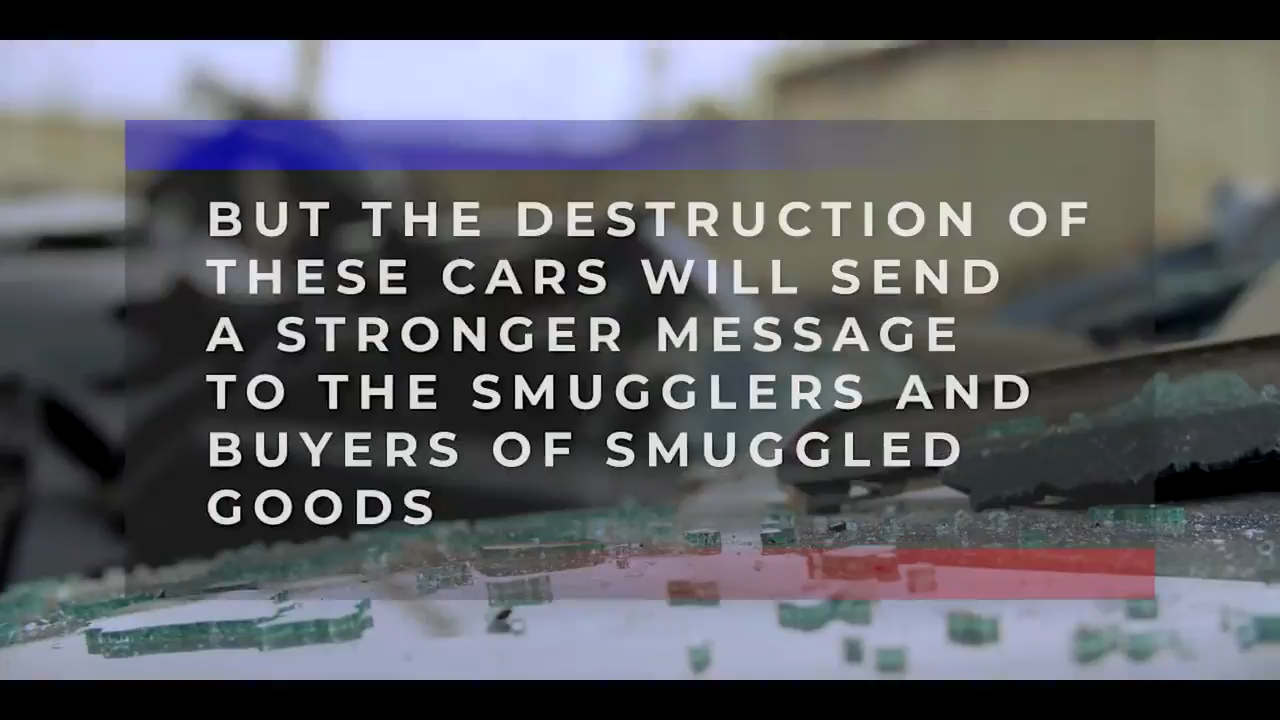 BUT THE DESTRUCTION OF
THESE CARS WILL SEND
A STRONGER MESSAGE
TO THE SMUGGLERS AND
BUYERS OF SMUGGLED
GOODS